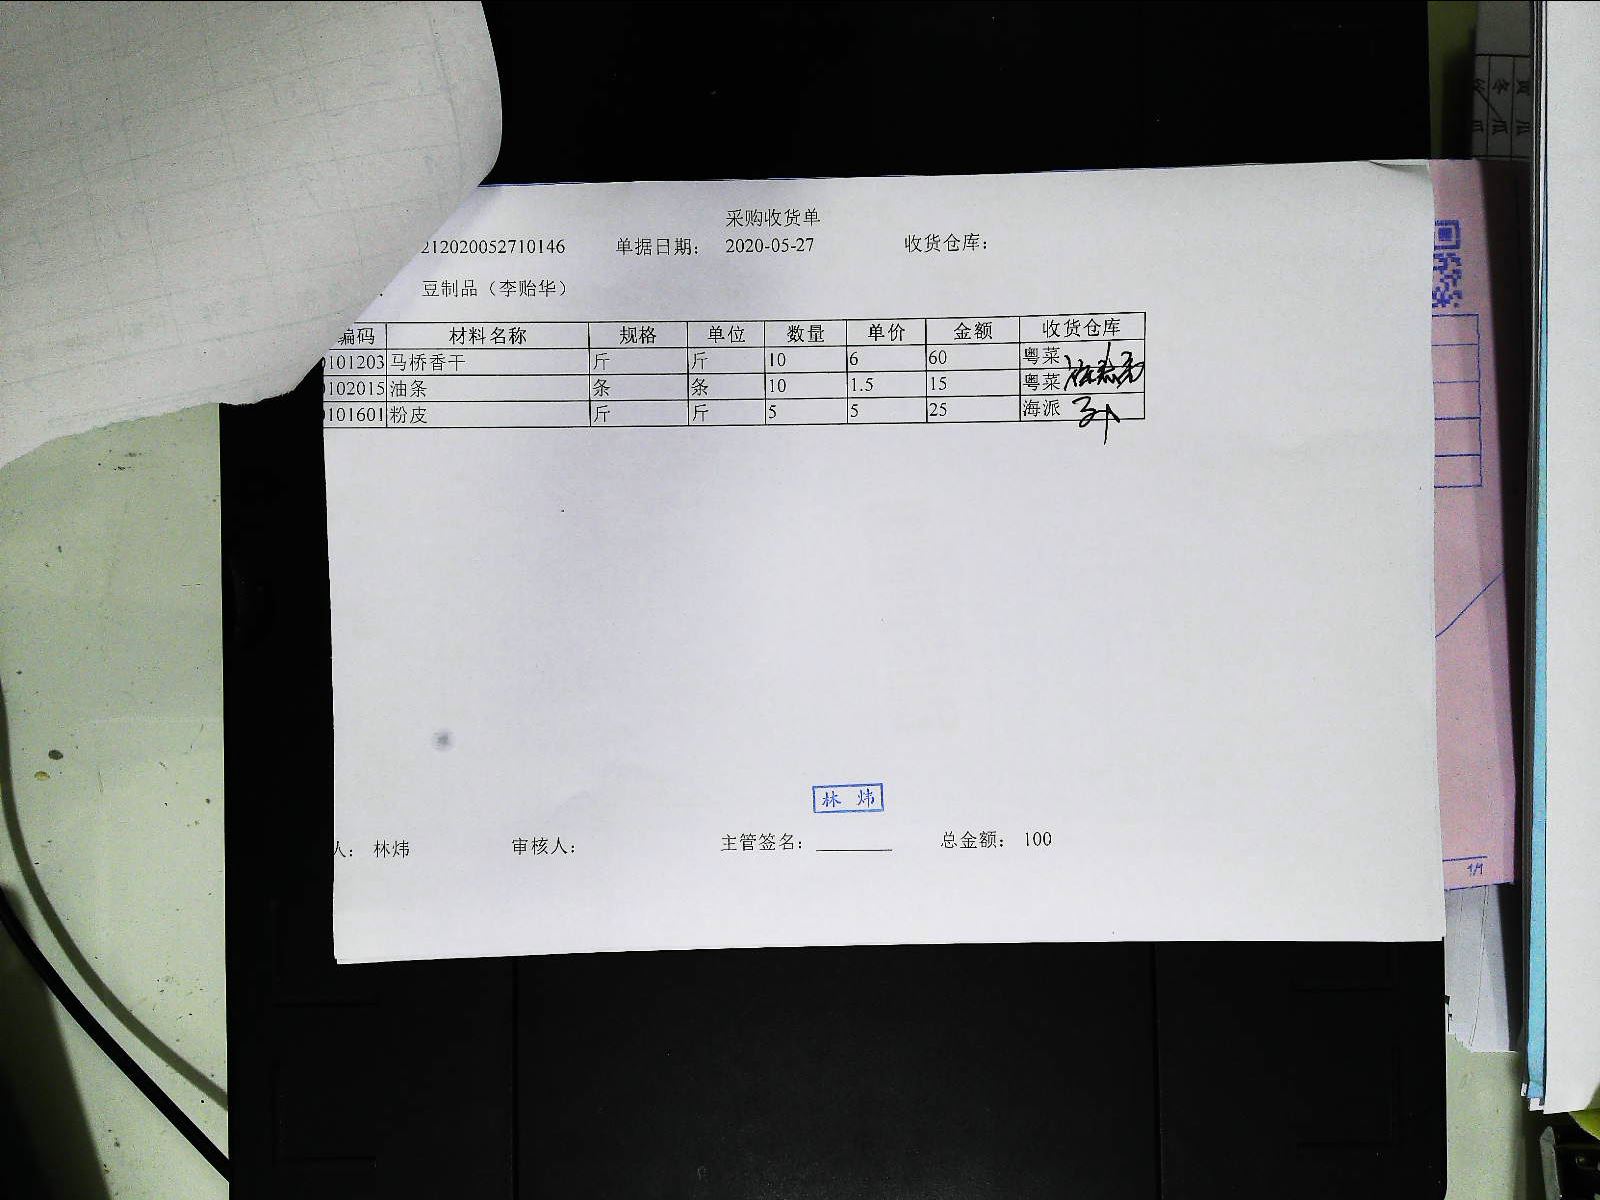 采购收货单
212020052710146 单据日期: 2020-05-27 收货仓库:
豆制品（李贻华）
编码 材料名称 规格 单位 数量 单价 金额 收货仓库
0101203 马桥香干 斤 斤 10 6 60 粤菜
0102015 油条 条 条 10 1.5 15 粤菜
0101601 粉皮 斤 斤 5 5 25 海派
林炜
人: 林炜 审核人: 主管签名: 总金额: 100